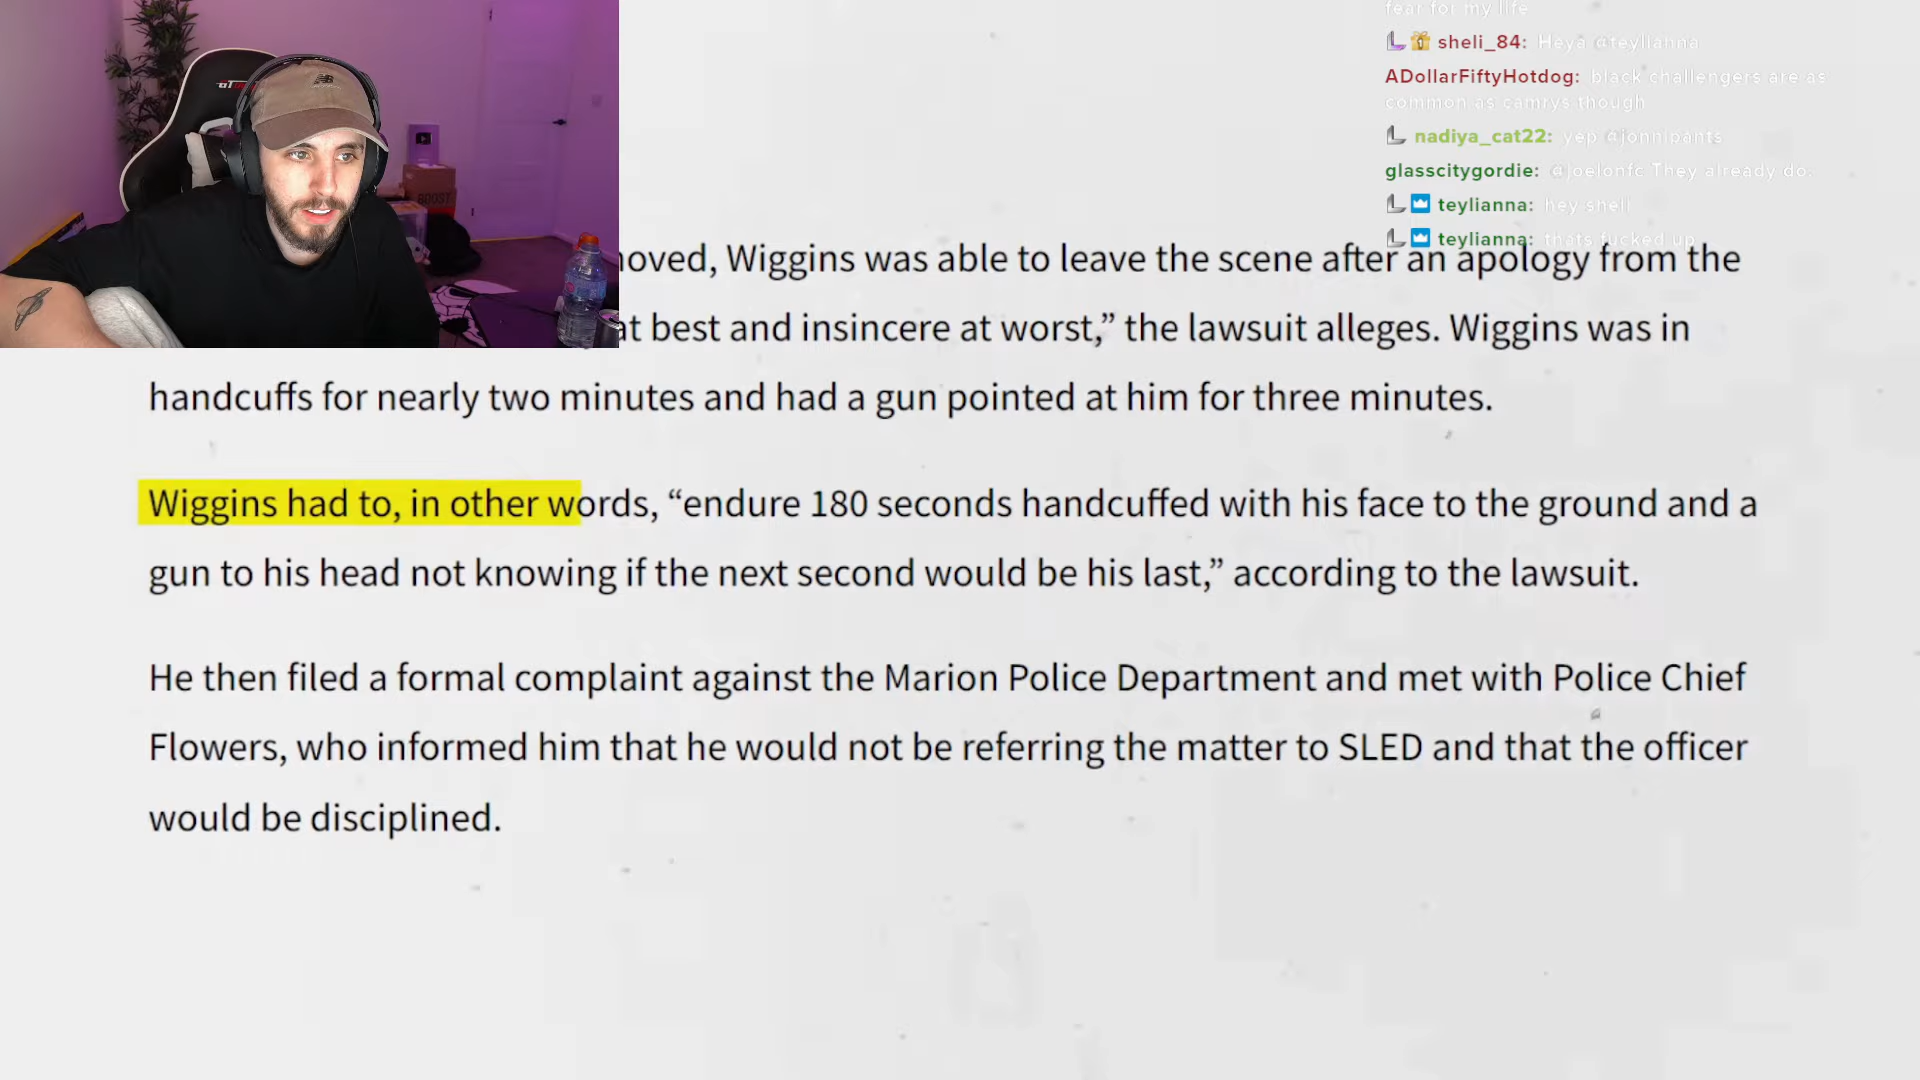 fear for my life
sheli_84: Heya @teylianna
ADollarFiftyHotdog: black challengers are as
common as camrys though
nadiya_cat22: yep @jonnipants
glasscitygordie: @joelonfc They already do.
teylianna: hey sheli
teylianna: thats fucked up
oved, Wiggins was able to leave the scene after an apology from the
at best and insincere at worst,” the lawsuit alleges. Wiggins was in
handcuffs for nearly two minutes and had a gun pointed at him for three minutes.
Wiggins had to, in other words, “endure 180 seconds handcuffed with his face to the ground and a
gun to his head not knowing if the next second would be his last,” according to the lawsuit.
He then filed a formal complaint against the Marion Police Department and met with Police Chief
Flowers, who informed him that he would not be referring the matter to SLED and that the officer
would be disciplined.